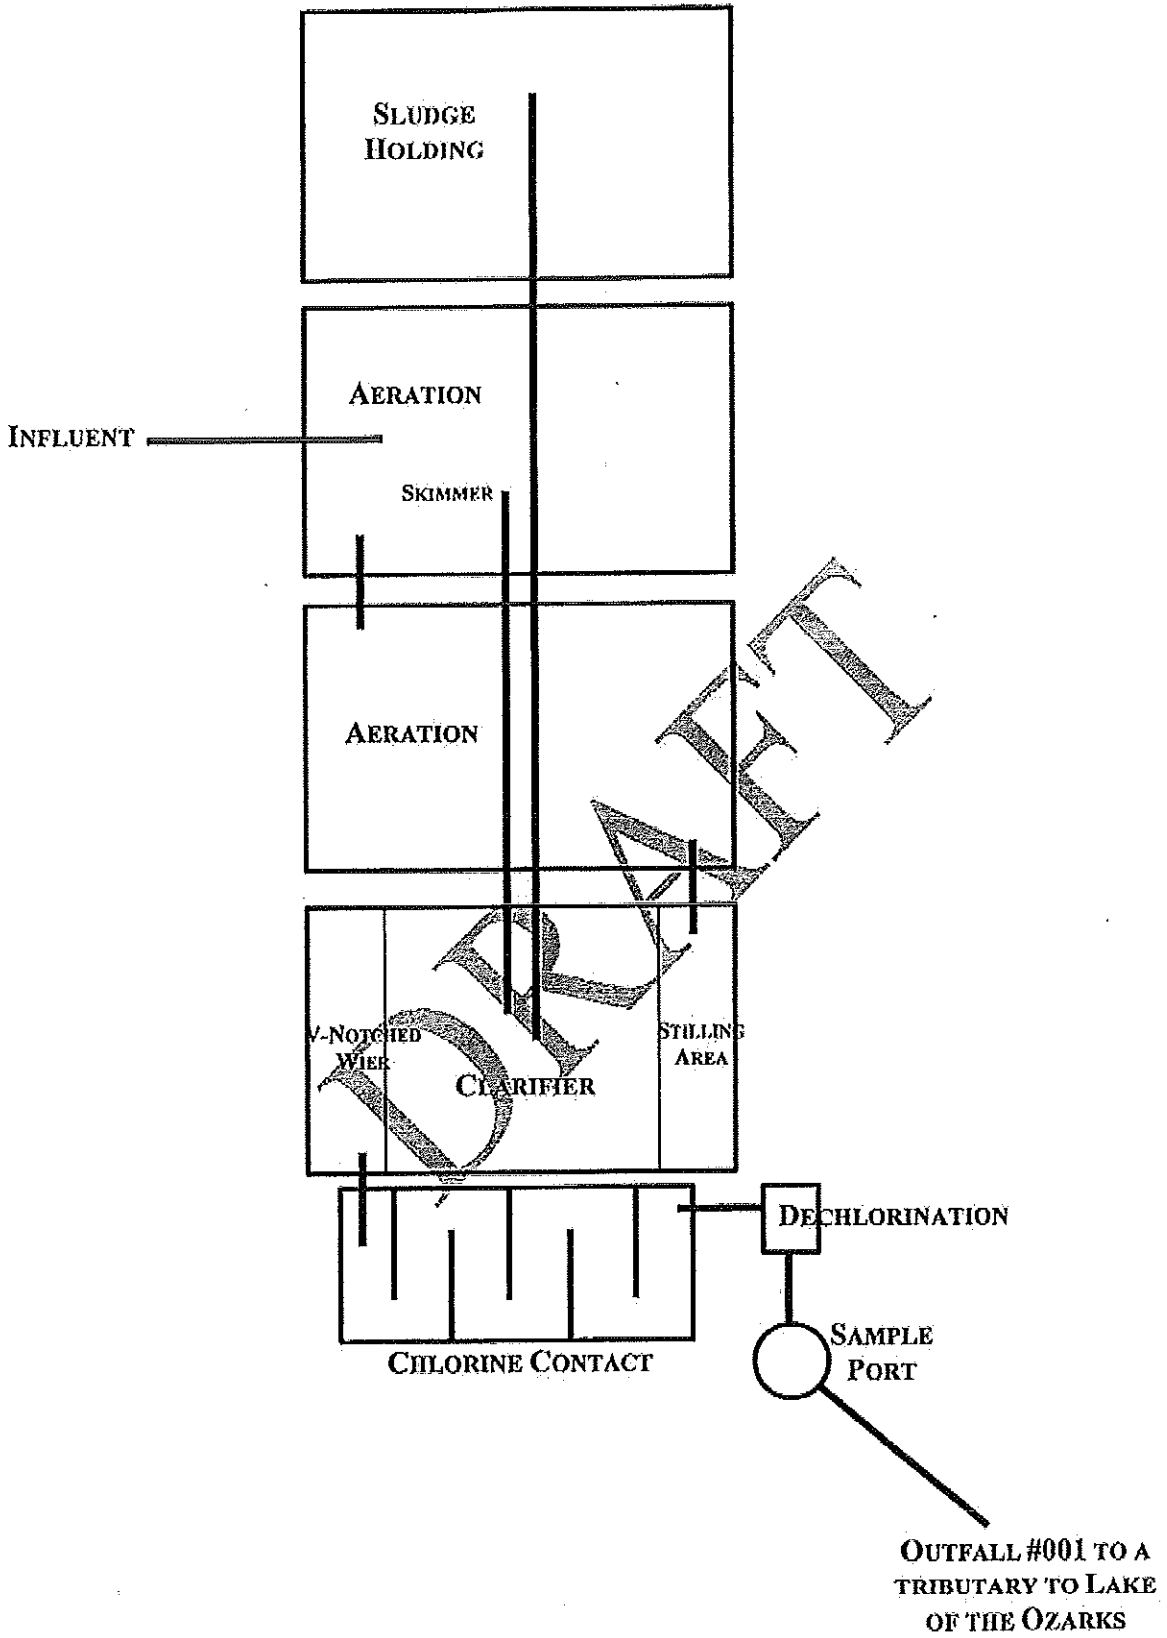 SLUDGE
HOLDING
AERATION
INFLUENT
SKIMMER
AERATION
DRAFT
V-NOTCHED
WIER
STILLING
AREA
CLARIFIER
DECHLORINATION
CHLORINE CONTACT
SAMPLE
PORT
OUTFALL #001 TO A
TRIBUTARY TO LAKE
OF THE OZARKS